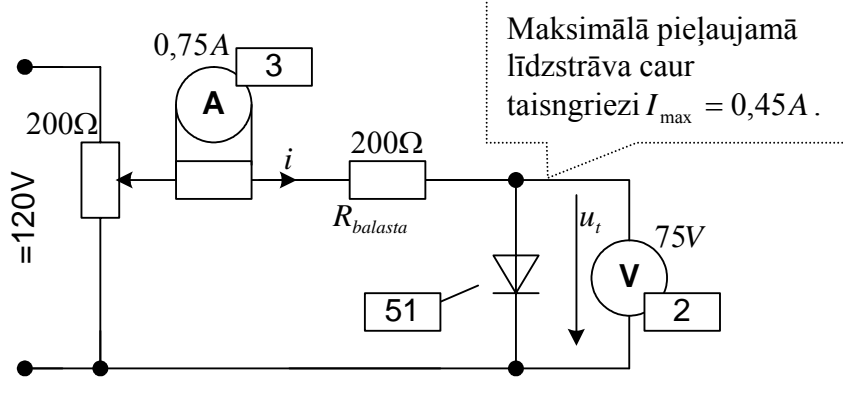 Maksimālā pieļaujamā
līdzstrāva caur
taisngriezi I_max = 0,45A.
0,75A
3
A
200Ω
200Ω
i
R_balasta
=120V
u_t
75V
V
2
51